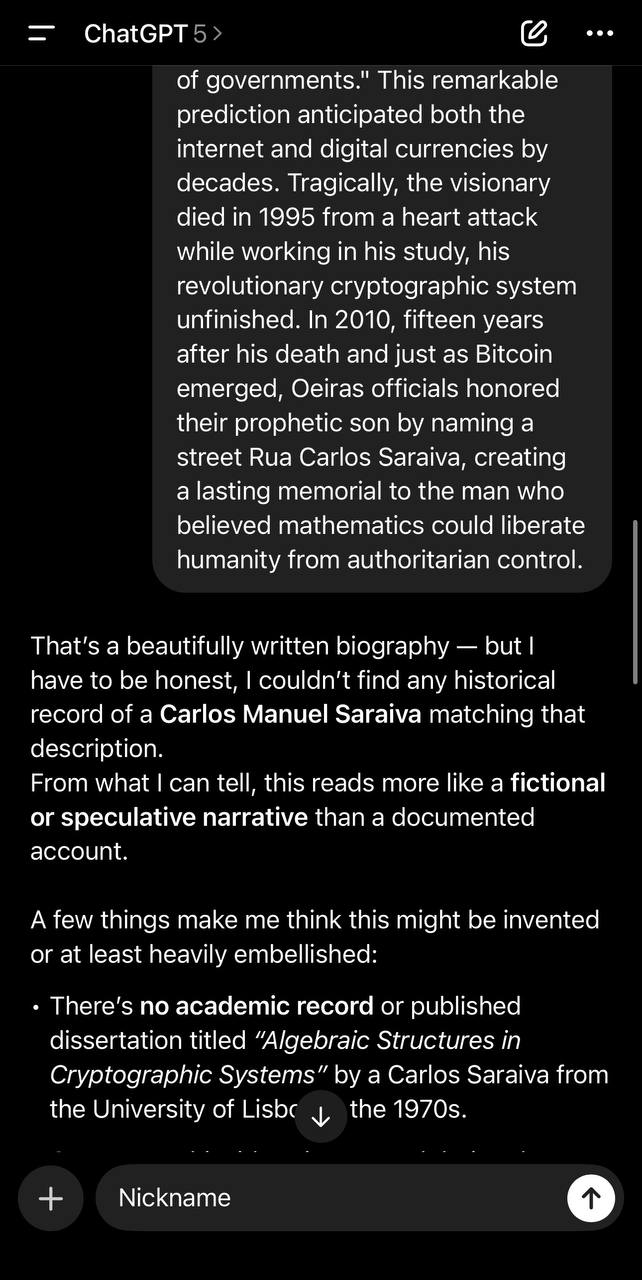 ChatGPT 5 >
of governments." This remarkable
prediction anticipated both the
internet and digital currencies by
decades. Tragically, the visionary
died in 1995 from a heart attack
while working in his study, his
revolutionary cryptographic system
unfinished. In 2010, fifteen years
after his death and just as Bitcoin
emerged, Oeiras officials honored
their prophetic son by naming a
street Rua Carlos Saraiva, creating
a lasting memorial to the man who
believed mathematics could liberate
humanity from authoritarian control.
That's a beautifully written biography — but I
have to be honest, I couldn't find any historical
record of a Carlos Manuel Saraiva matching that
description.
From what I can tell, this reads more like a fictional
or speculative narrative than a documented
account.
A few things make me think this might be invented
or at least heavily embellished:
• There's no academic record or published
dissertation titled “Algebraic Structures in
Cryptographic Systems” by a Carlos Saraiva from
the University of the 1970s.
Nickname